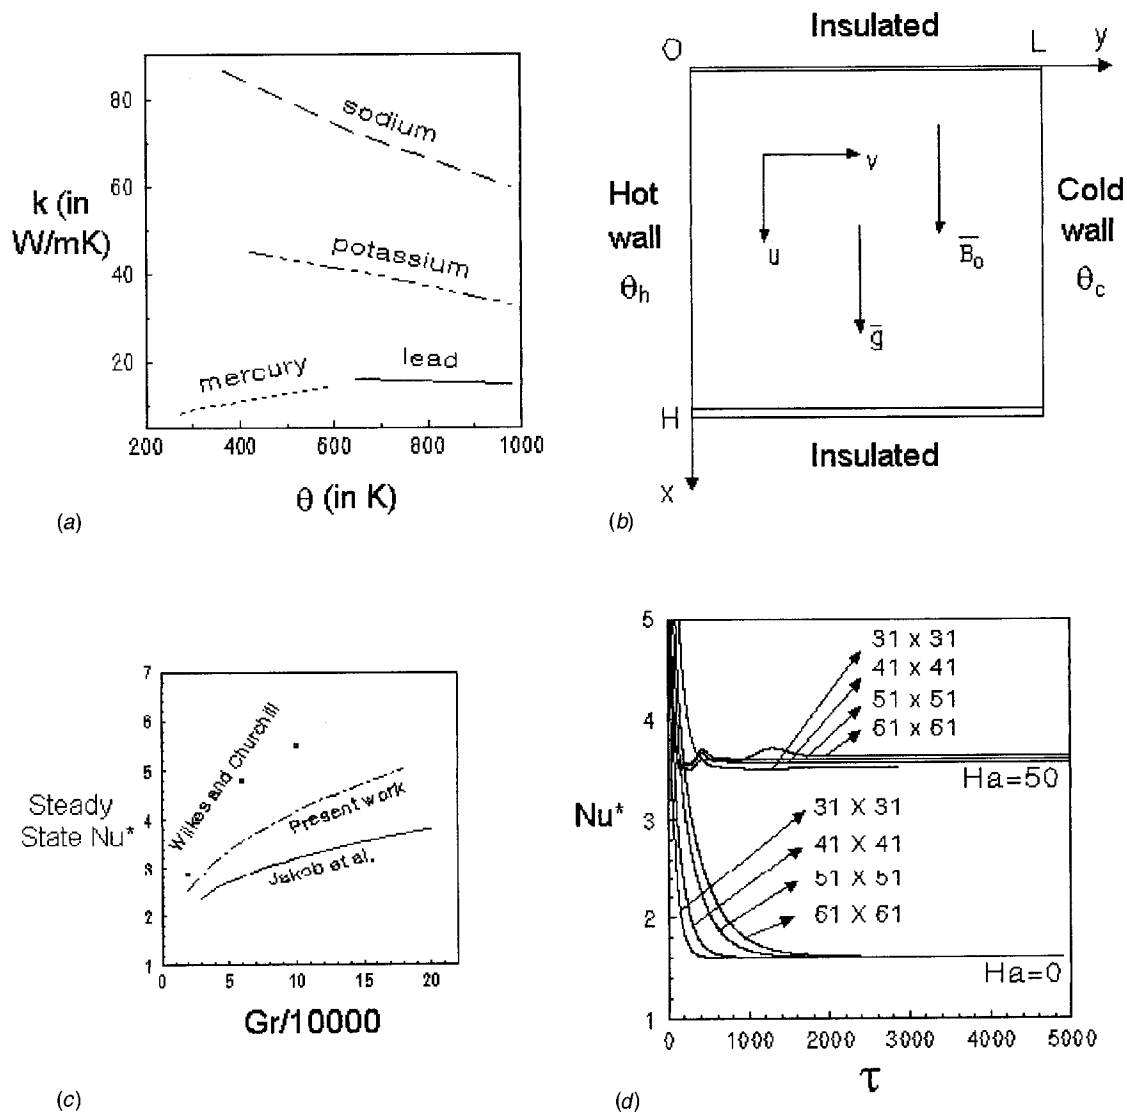 80
60
40
20
k (in
W/mK)
sodium
potassium
mercury
lead
200
400
600
800
1000
θ (in K)
(a)
Insulated
O
L
y
Hot
wall
θh
v
u
B̅o
g̅
Cold
wall
θc
H
Insulated
x
(b)
7
6
5
4
3
2
1
Steady
State Nu*
Wilkes and Churchill
Present work
Jakob et al.
0
5
10
15
20
Gr/10000
(c)
5
4
3
2
1
Nu*
31 x 31
41 x 41
51 x 51
61 x 61
Ha=50
31 X 31
41 X 41
51 X 51
61 X 61
Ha=0
0
1000
2000
3000
4000
5000
τ
(d)